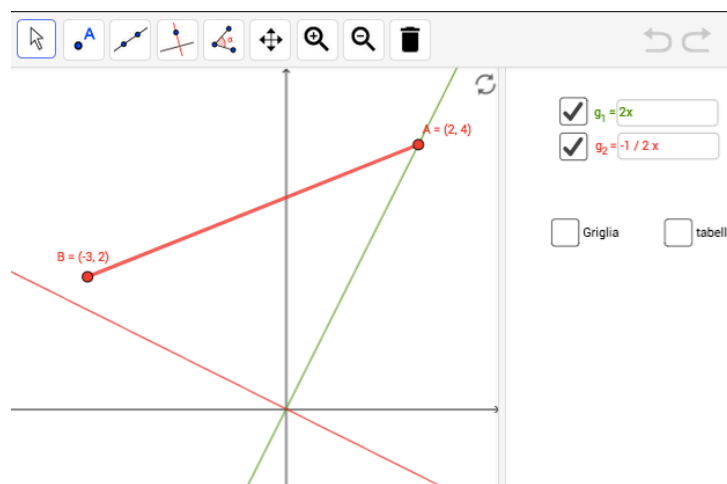 A
α
A = (2, 4)
B = (-3, 2)
g₁ = 2x
g₂ = -1 / 2 x
Griglia
tabell